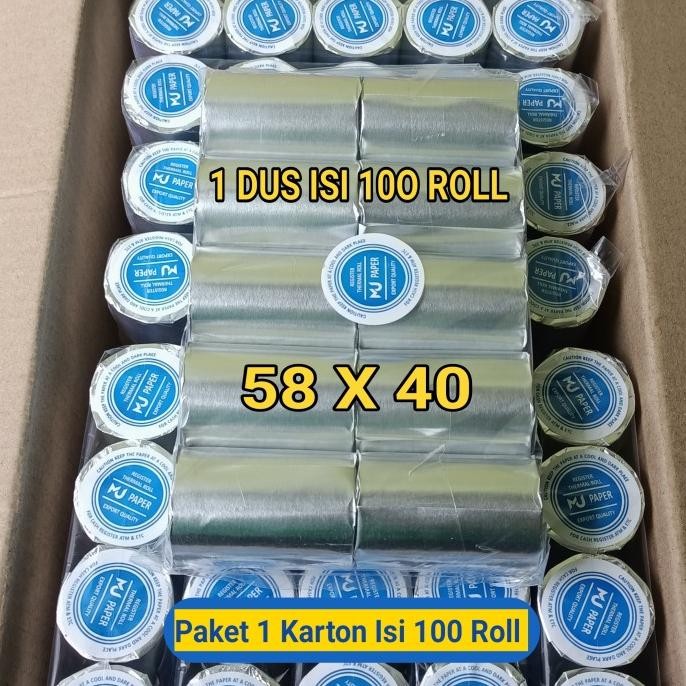 1 DUS ISI 100 ROLL
REGISTER
THERMAL ROLL
MJ PAPER
EXPORT QUALITY
CAUTION KEEP THE PAPER AT A COOL AND DARK PLACE
FOR CASH REGISTER ATM & ETC
58 X 40
Paket 1 Karton Isi 100 Roll